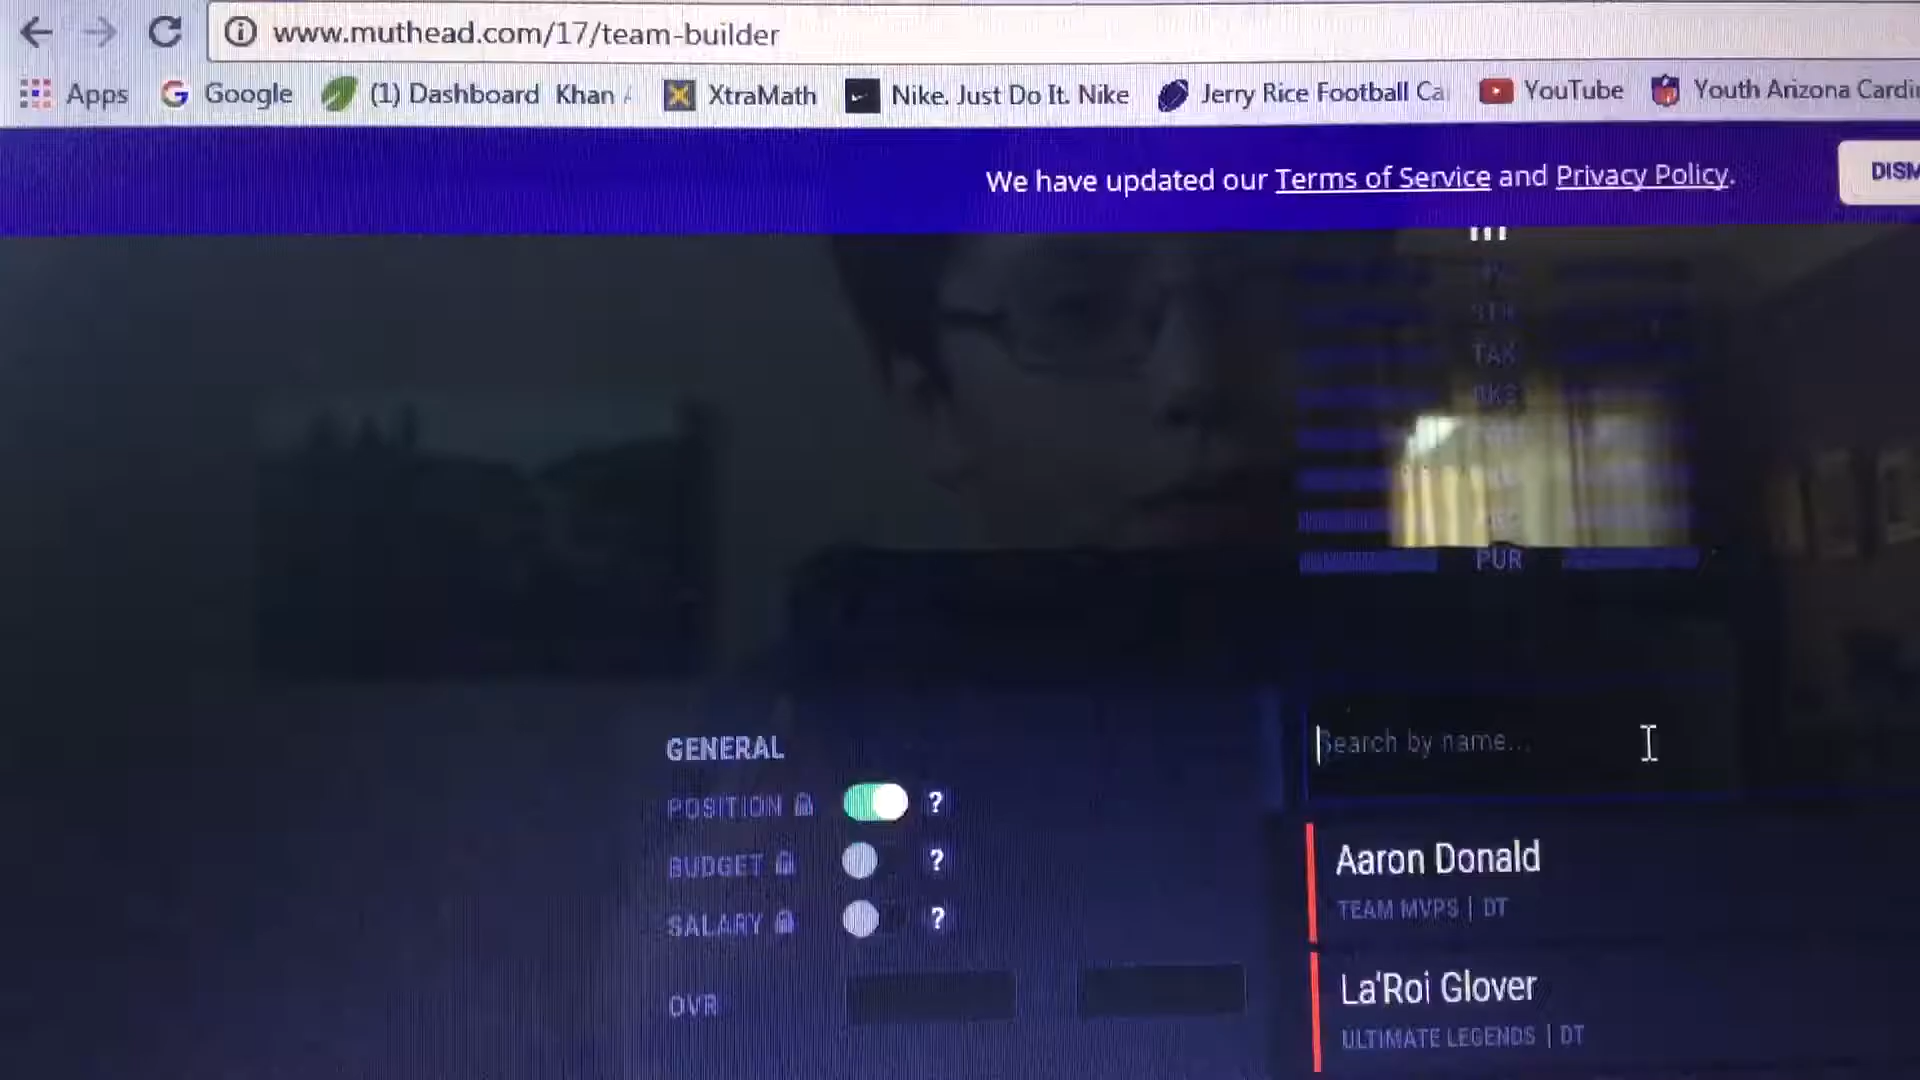 www.muthead.com/17/team-builder
Apps Google (1) Dashboard Khan XtraMath Nike. Just Do It. Nike Jerry Rice Football Ca YouTube Youth Arizona Cardi
We have updated our Terms of Service and Privacy Policy.
DISM
STR
TAK
PUR
GENERAL
Search by name...
POSITION ?
BUDGET ?
SALARY ?
OVR
Aaron Donald
TEAM MVPS | DT
La'Roi Glover
ULTIMATE LEGENDS | DT